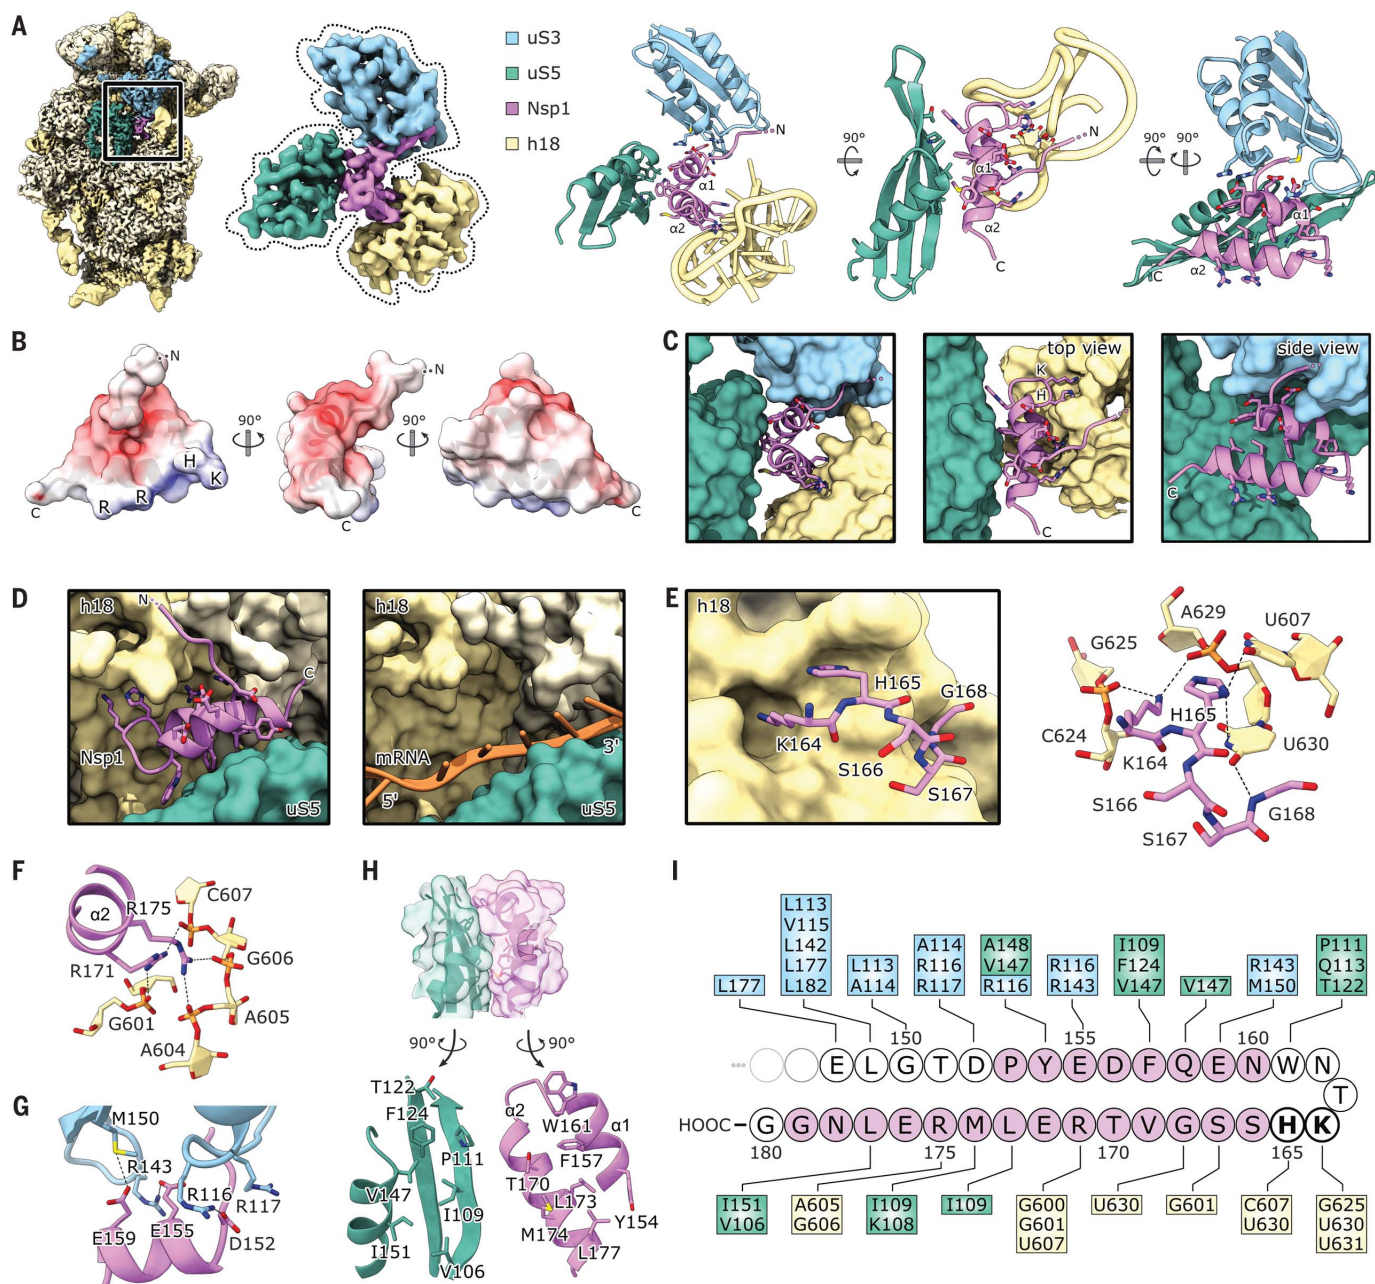 A
uS3
uS5
Nsp1
h18
N
α1
α2
90°
N
α1
α2
C
90° 90°
α1
α2
C
B
N
C
R
R
H
K
90°
N
C
90°
C
C
top view
K
H
C
side view
C
D
h18
N
C
Nsp1
uS5
h18
mRNA
5'
3'
uS5
E
h18
H165
G168
K164
S166
S167
A629
U607
G625
H165
C624
K164
U630
S166
G168
S167
F
C607
α2
R175
R171
G606
G601
A605
A604
G
M150
R143
R116
R117
E159
E155
D152
H
90°
90°
T122
F124
P111
V147
I109
I151
V106
α2
W161
α1
F157
T170
L173
Y154
M174
L177
I
L177
L113
V115
L142
L177
L182
L113
A114
A114
R116
R117
A148
V147
R116
R116
R143
I109
F124
V147
V147
R143
M150
P111
Q113
T122
150
155
160
E L G T D P Y E D F Q E N W N
T
HOOC G G N L E R M L E R T V G S S H K
180
175
170
165
I151
V106
A605
G606
I109
K108
I109
G600
G601
U607
U630
G601
C607
U630
G625
U630
U631